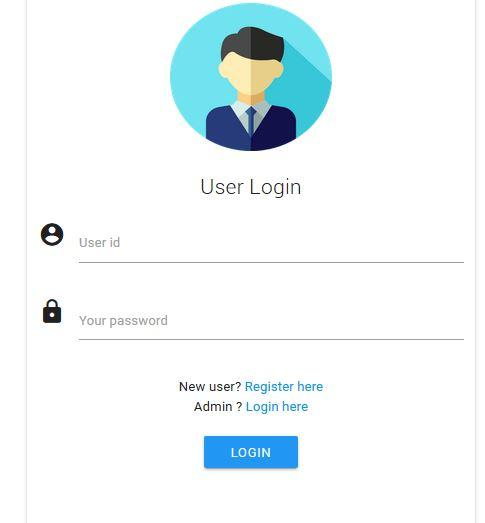 User Login
User id
Your password
New user? Register here
Admin ? Login here
LOGIN